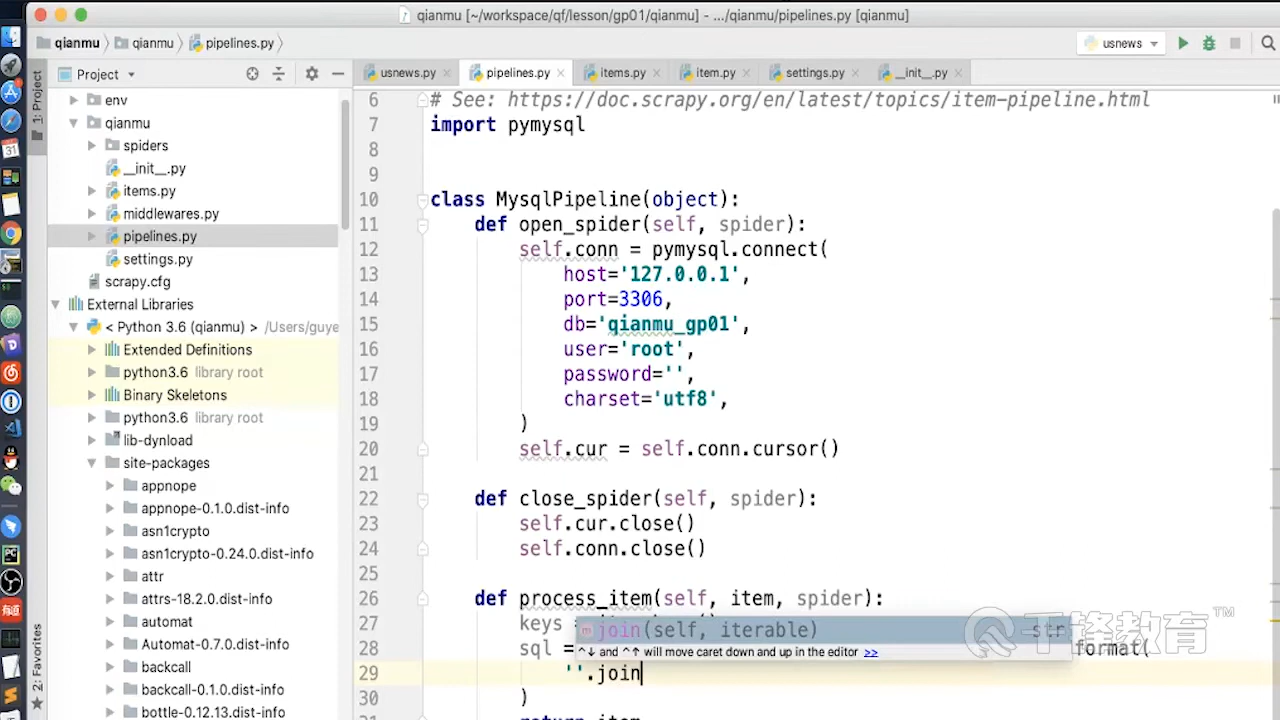 qianmu [~/workspace/qf/lesson/gp01/qianmu] - .../qianmu/pipelines.py [qianmu]
qianmu qianmu pipelines.py usnews
Project usnews.py pipelines.py items.py item.py settings.py __init__.py
1: Project
env
qianmu
spiders
__init__.py
items.py
middlewares.py
pipelines.py
settings.py
scrapy.cfg
External Libraries
< Python 3.6 (qianmu) > /Users/guye
Extended Definitions
python3.6 library root
Binary Skeletons
python3.6 library root
lib-dynload
site-packages
appnope
appnope-0.1.0.dist-info
asn1crypto
asn1crypto-0.24.0.dist-info
attr
attrs-18.2.0.dist-info
automat
Automat-0.7.0.dist-info
backcall
backcall-0.1.0.dist-info
bottle-0.12.13.dist-info
2: Favorites
6 # See: https://doc.scrapy.org/en/latest/topics/item-pipeline.html
7 import pymysql
8
9
10 class MysqlPipeline(object):
11 def open_spider(self, spider):
12 self.conn = pymysql.connect(
13 host='127.0.0.1',
14 port=3306,
15 db='qianmu_gp01',
16 user='root',
17 password='',
18 charset='utf8',
19 )
20 self.cur = self.conn.cursor()
21
22 def close_spider(self, spider):
23 self.cur.close()
24 self.conn.close()
25
26 def process_item(self, item, spider):
27 keys
join(self, iterable) str
28 sql = format(
^↓ and ^↑ will move caret down and up in the editor >>
29 ''.join
30 )
31 return item
千锋教育™